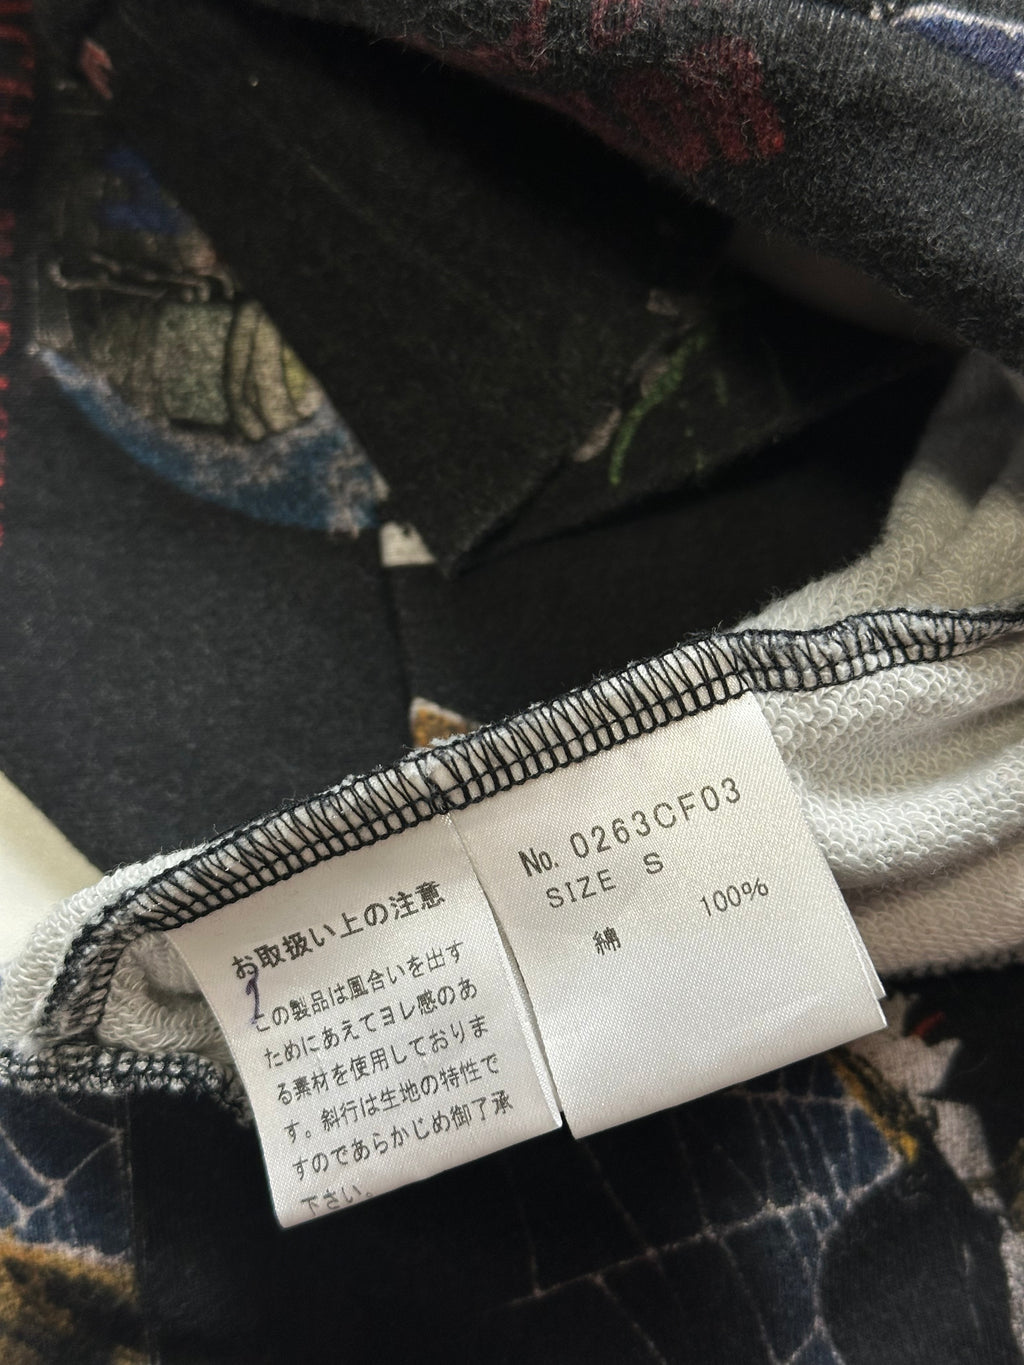 お取扱い上の注意
この製品は風合いを出す
ためにあえてヨレ感のあ
る素材を使用しておりま
す。斜行は生地の特性で
すのであらかじめ御了承
下さい。
No. 0263CF03
SIZE S
綿 100%